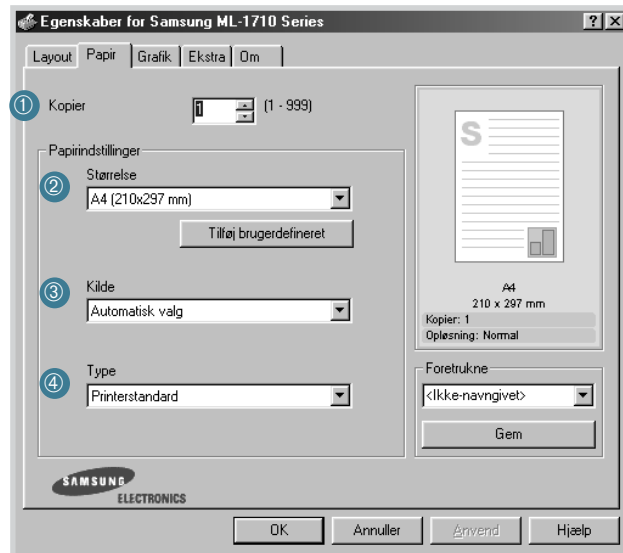 Egenskaber for Samsung ML-1710 Series
Layout Papir Grafik Ekstra Om
1 Kopier 1 (1 - 999)
Papirindstillinger
2 Størrelse
A4 (210x297 mm)
Tilføj brugerdefineret
3 Kilde
Automatisk valg
4 Type
Printerstandard
S
A4
210 x 297 mm
Kopier: 1
Opløsning: Normal
Foretrukne
<Ikke-navngivet>
Gem
SAMSUNG
ELECTRONICS
OK Annuller Anvend Hjælp